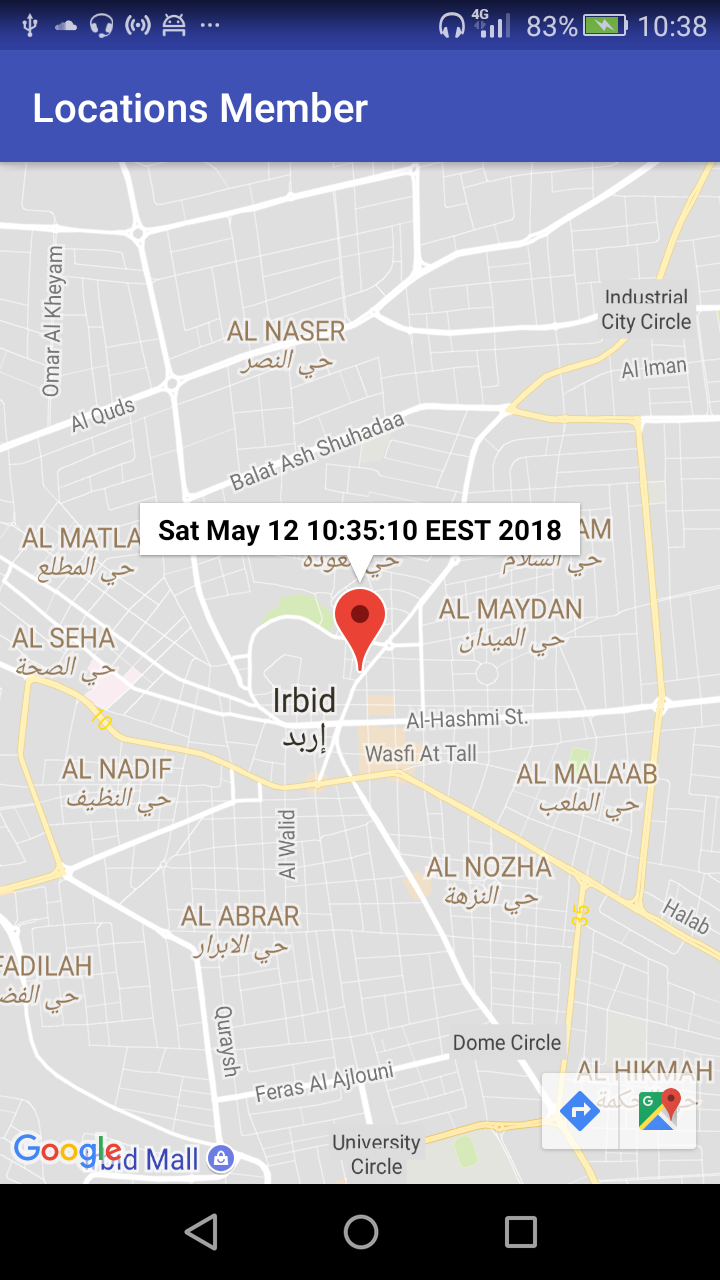 4G 83% 10:38
Locations Member
Omar Al Kheyam
Industrial
City Circle
AL NASER
حي النصر
Al Iman
Al Quds
Balat Ash Shuhadaa
Sat May 12 10:35:10 EEST 2018
AL MATLA
حي المطلع
حي السلام
AL MAYDAN
حي الميدان
AL SEHA
حي الصحة
Irbid
إربد
10
Al-Hashmi St.
Wasfi At Tall
AL NADIF
حي النظيف
AL MALA'AB
حي الملعب
Al Walid
AL NOZHA
حي النزهة
35
Halab
AL ABRAR
حي الابرار
FADILAH
حي الفض
Quraysh
Dome Circle
AL HIKMAH
Feras Al Ajlouni
University
Circle
Google
Irbid Mall